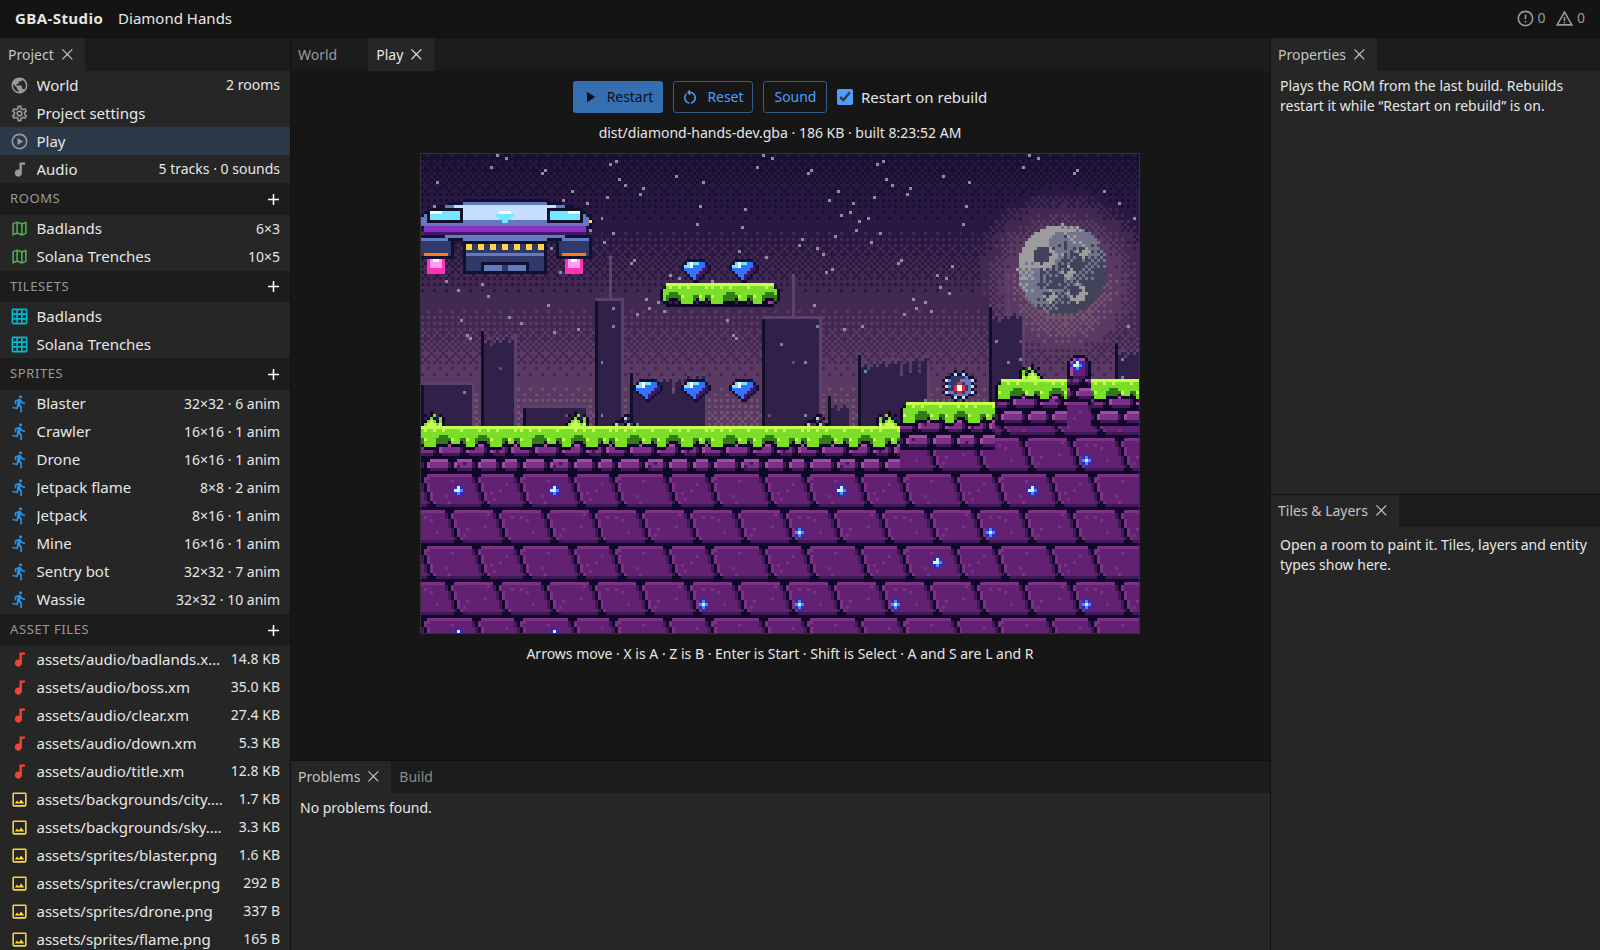 GBA-Studio Diamond Hands 0 0
Project
World 2 rooms
Project settings
Play
Audio 5 tracks · 0 sounds
ROOMS
Badlands 6×3
Solana Trenches 10×5
TILESETS
Badlands
Solana Trenches
SPRITES
Blaster 32×32 · 6 anim
Crawler 16×16 · 1 anim
Drone 16×16 · 1 anim
Jetpack flame 8×8 · 2 anim
Jetpack 8×16 · 1 anim
Mine 16×16 · 1 anim
Sentry bot 32×32 · 7 anim
Wassie 32×32 · 10 anim
ASSET FILES
assets/audio/badlands.x... 14.8 KB
assets/audio/boss.xm 35.0 KB
assets/audio/clear.xm 27.4 KB
assets/audio/down.xm 5.3 KB
assets/audio/title.xm 12.8 KB
assets/backgrounds/city.... 1.7 KB
assets/backgrounds/sky.... 3.3 KB
assets/sprites/blaster.png 1.6 KB
assets/sprites/crawler.png 292 B
assets/sprites/drone.png 337 B
assets/sprites/flame.png 165 B
World Play
Restart Reset Sound Restart on rebuild
dist/diamond-hands-dev.gba · 186 KB · built 8:23:52 AM
Arrows move · X is A · Z is B · Enter is Start · Shift is Select · A and S are L and R
Problems Build
No problems found.
Properties
Plays the ROM from the last build. Rebuilds
restart it while “Restart on rebuild” is on.
Tiles & Layers
Open a room to paint it. Tiles, layers and entity
types show here.